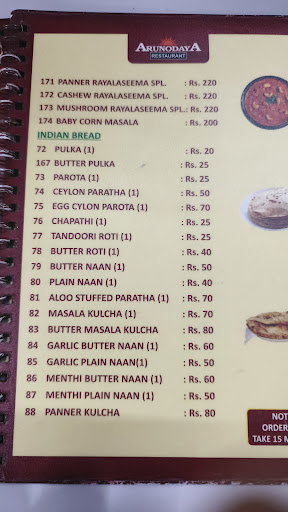 ARUNODAYA
RESTAURANT
171 PANNER RAYALASEEMA SPL. : Rs. 220
172 CASHEW RAYALASEEMA SPL. : Rs. 220
173 MUSHROOM RAYALASEEMA SPL. : Rs. 220
174 BABY CORN MASALA : Rs. 200
INDIAN BREAD
72 PULKA (1) : Rs. 20
167 BUTTER PULKA : Rs. 25
73 PAROTA (1) : Rs. 25
74 CEYLON PARATHA (1) : Rs. 50
75 EGG CYLON PAROTA (1) : Rs. 70
76 CHAPATHI (1) : Rs. 25
77 TANDOORI ROTI (1) : Rs. 25
78 BUTTER ROTI (1) : Rs. 40
79 BUTTER NAAN (1) : Rs. 50
80 PLAIN NAAN (1) : Rs. 40
81 ALOO STUFFED PARATHA (1) : Rs. 70
82 MASALA KULCHA (1) : Rs. 70
83 BUTTER MASALA KULCHA : Rs. 80
84 GARLIC BUTTER NAAN (1) : Rs. 60
85 GARLIC PLAIN NAAN(1) : Rs. 50
86 MENTHI BUTTER NAAN (1) : Rs. 60
87 MENTHI PLAIN NAAN (1) : Rs. 50
88 PANNER KULCHA : Rs. 80
NOT
ORDER
TAKE 15 M